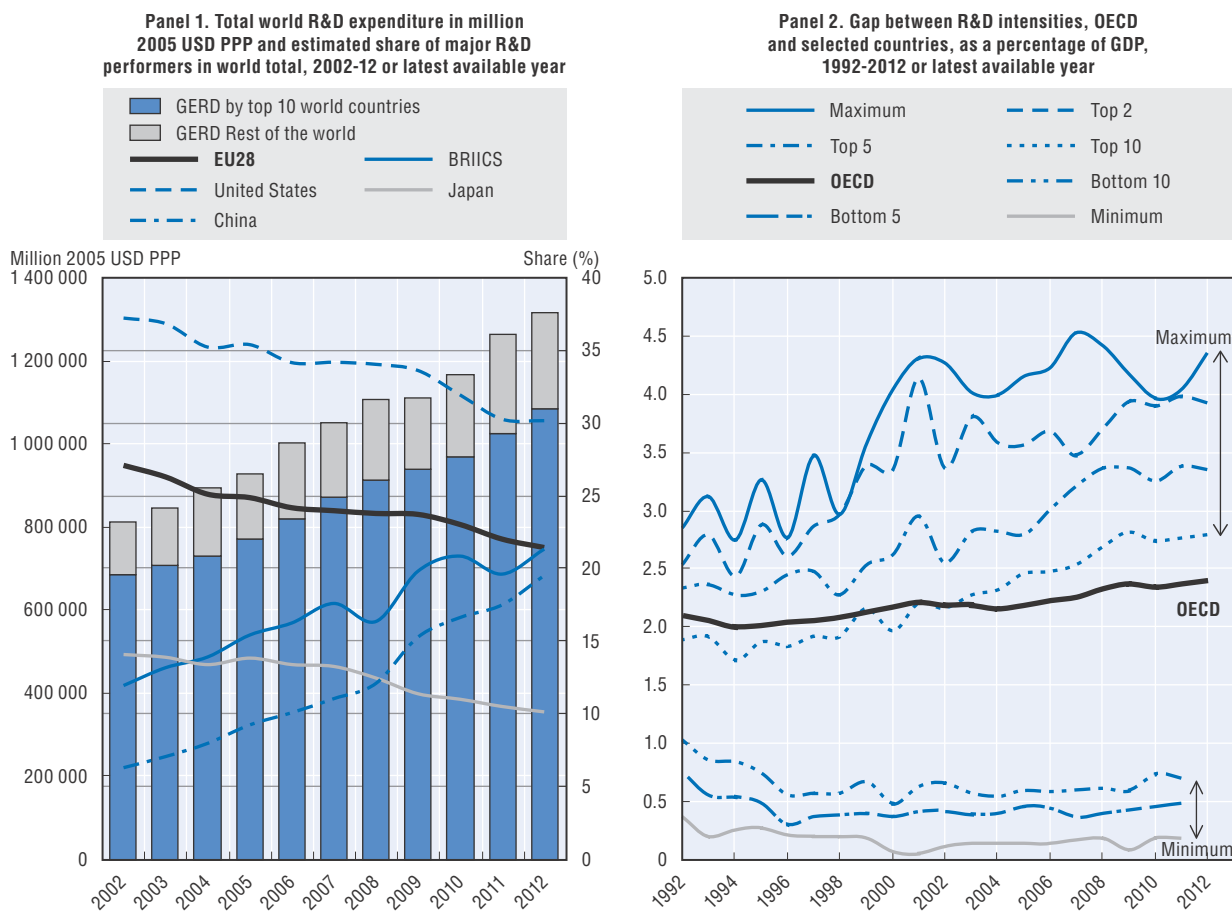 Panel 1. Total world R&D expenditure in million
2005 USD PPP and estimated share of major R&D
performers in world total, 2002-12 or latest available year
GERD by top 10 world countries
GERD Rest of the world
EU28
BRIICS
United States
Japan
China
Million 2005 USD PPP
Share (%)
1 400 000
1 200 000
1 000 000
800 000
600 000
400 000
200 000
0
40
35
30
25
20
15
10
5
0
2002
2003
2004
2005
2006
2007
2008
2009
2010
2011
2012
Panel 2. Gap between R&D intensities, OECD
and selected countries, as a percentage of GDP,
1992-2012 or latest available year
Maximum
Top 2
Top 5
Top 10
OECD
Bottom 10
Bottom 5
Minimum
5.0
4.5
4.0
3.5
3.0
2.5
2.0
1.5
1.0
0.5
0
Maximum
OECD
Minimum
1992
1994
1996
1998
2000
2002
2004
2006
2008
2010
2012